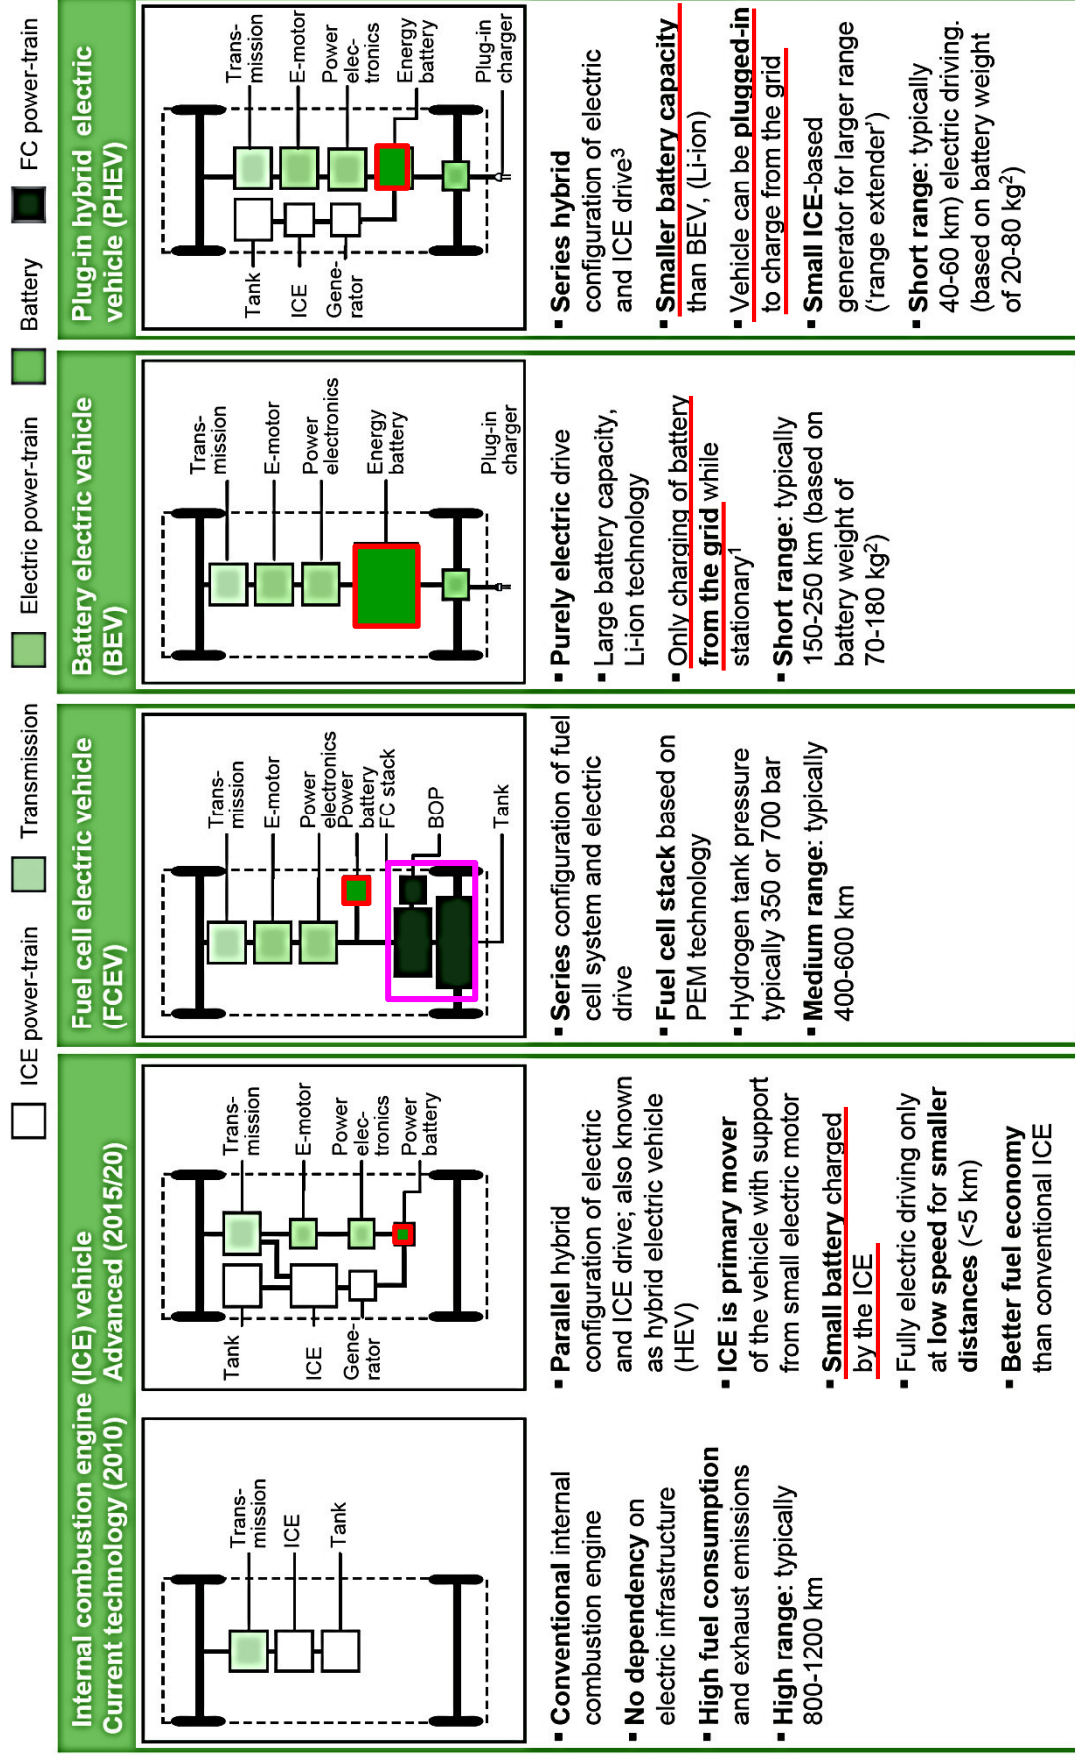 ICE power-train
Transmission
Electric power-train
Battery
FC power-train
Internal combustion engine (ICE) vehicle
Current technology (2010)
Advanced (2015/20)
Trans-
mission
ICE
Tank
▪ Conventional internal
combustion engine
▪ No dependency on
electric infrastructure
▪ High fuel consumption
and exhaust emissions
▪ High range: typically
800-1200 km
Trans-
mission
E-motor
Power
elec-
tronics
Power
battery
Tank
ICE
Gene-
rator
▪ Parallel hybrid
configuration of electric
and ICE drive; also known
as hybrid electric vehicle
(HEV)
▪ ICE is primary mover
of the vehicle with support
from small electric motor
▪ Small battery charged
by the ICE
▪ Fully electric driving only
at low speed for smaller
distances (<5 km)
▪ Better fuel economy
than conventional ICE
Fuel cell electric vehicle
(FCEV)
Trans-
mission
E-motor
Power
electronics
Power
battery
FC stack
BOP
Tank
▪ Series configuration of fuel
cell system and electric
drive
▪ Fuel cell stack based on
PEM technology
▪ Hydrogen tank pressure
typically 350 or 700 bar
▪ Medium range: typically
400-600 km
Battery electric vehicle
(BEV)
Trans-
mission
E-motor
Power
electronics
Energy
battery
Plug-in
charger
▪ Purely electric drive
▪ Large battery capacity,
Li-ion technology
▪ Only charging of battery
from the grid while
stationary¹
▪ Short range: typically
150-250 km (based on
battery weight of
70-180 kg²)
Plug-in hybrid electric
vehicle (PHEV)
Trans-
mission
E-motor
Power
elec-
tronics
Energy
battery
Plug-in
charger
Tank
ICE
Gene-
rator
▪ Series hybrid
configuration of electric
and ICE drive³
▪ Smaller battery capacity
than BEV, (Li-ion)
▪ Vehicle can be plugged-in
to charge from the grid
▪ Small ICE-based
generator for larger range
(‘range extender’)
▪ Short range: typically
40-60 km) electric driving.
(based on battery weight
of 20-80 kg²)